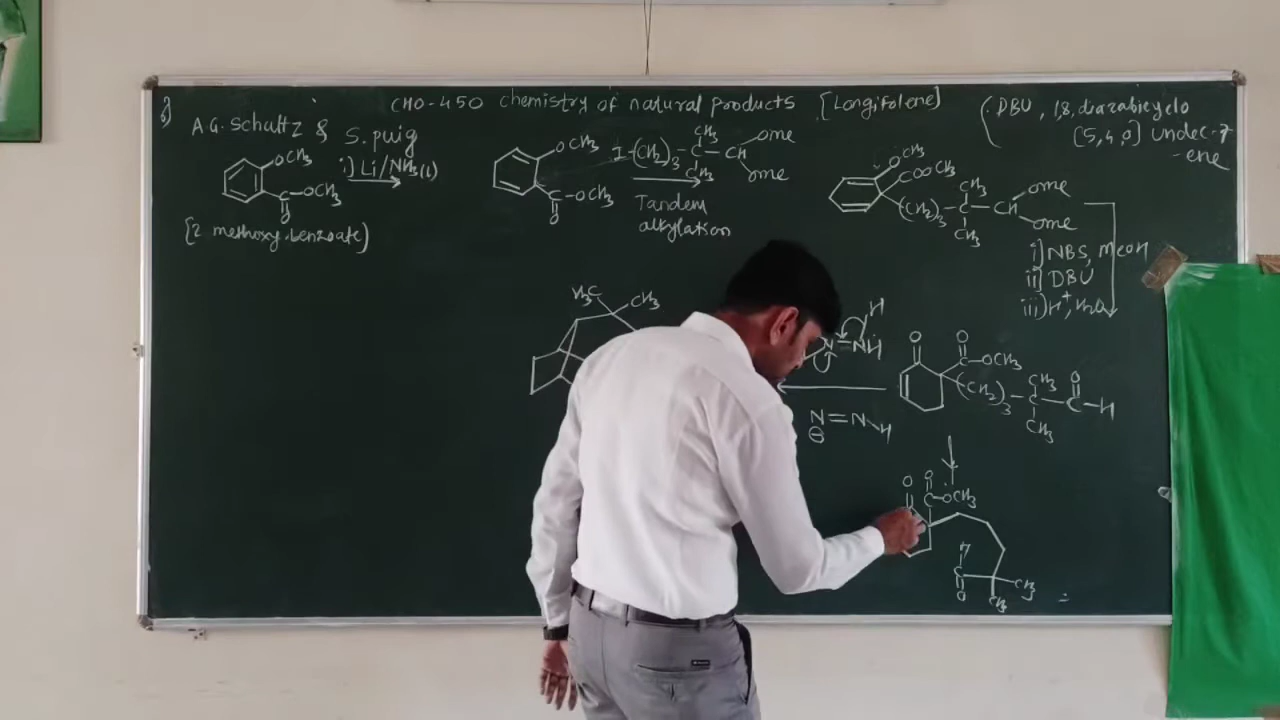 CHO-450 chemistry of natural products [Longifolene]
A.G. Schultz & S. Puig
(. DBU, 1,8, diazabicyclo
[5,4,0] undec-7
-ene
OCH3
C-OCH3
O
i] Li/NH3(l)
[2. methoxy.benzoate)
OCH3
C-OCH3
O
I-(CH2)3-C-CH
CH3
CH3
ome
ome
Tandem
alkylation
OCH3
COOCH3
(CH2)3-C-CH
CH3
CH3
ome
ome
i] NBS, MeOH
ii] DBU
iii) H+, H2O
H3C
CH3
N=NH
H
N=N-H
⊖
O
O
C-OCH3
(CH2)3-C-C-H
CH3
CH3
O
O
O
C-OCH3
C
O
CH3
CH3